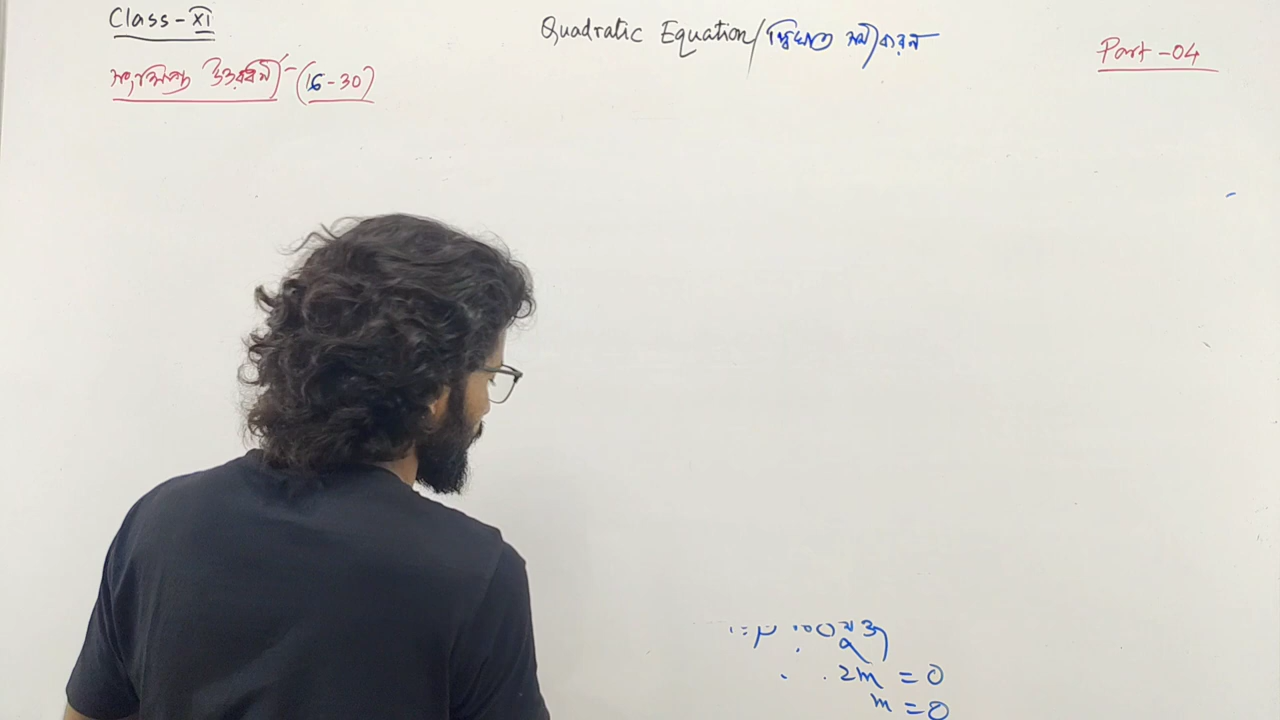 Class - XI
Quadratic Equation/দ্বিঘাত সমীকরণ
Part - 04
সংক্ষিপ্ত উত্তরধর্মী - (16 - 30)
2m = 0
m = 0